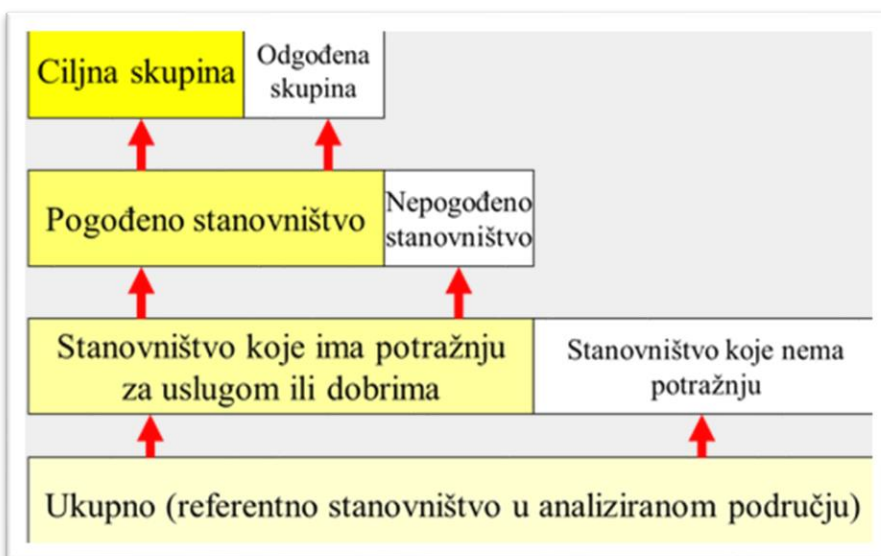 Ciljna skupina
Odgođena
skupina
Pogođeno stanovništvo
Nepogođeno
stanovništvo
Stanovništvo koje ima potražnju
za uslugom ili dobrima
Stanovništvo koje nema
potražnju
Ukupno (referentno stanovništvo u analiziranom području)